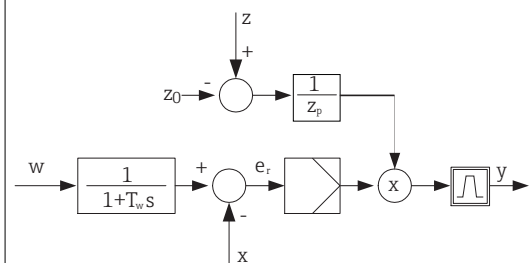 z
+
-
z0
1
zₚ
w
1
1+T𝓌s
+
-
eᵣ
x
y
x